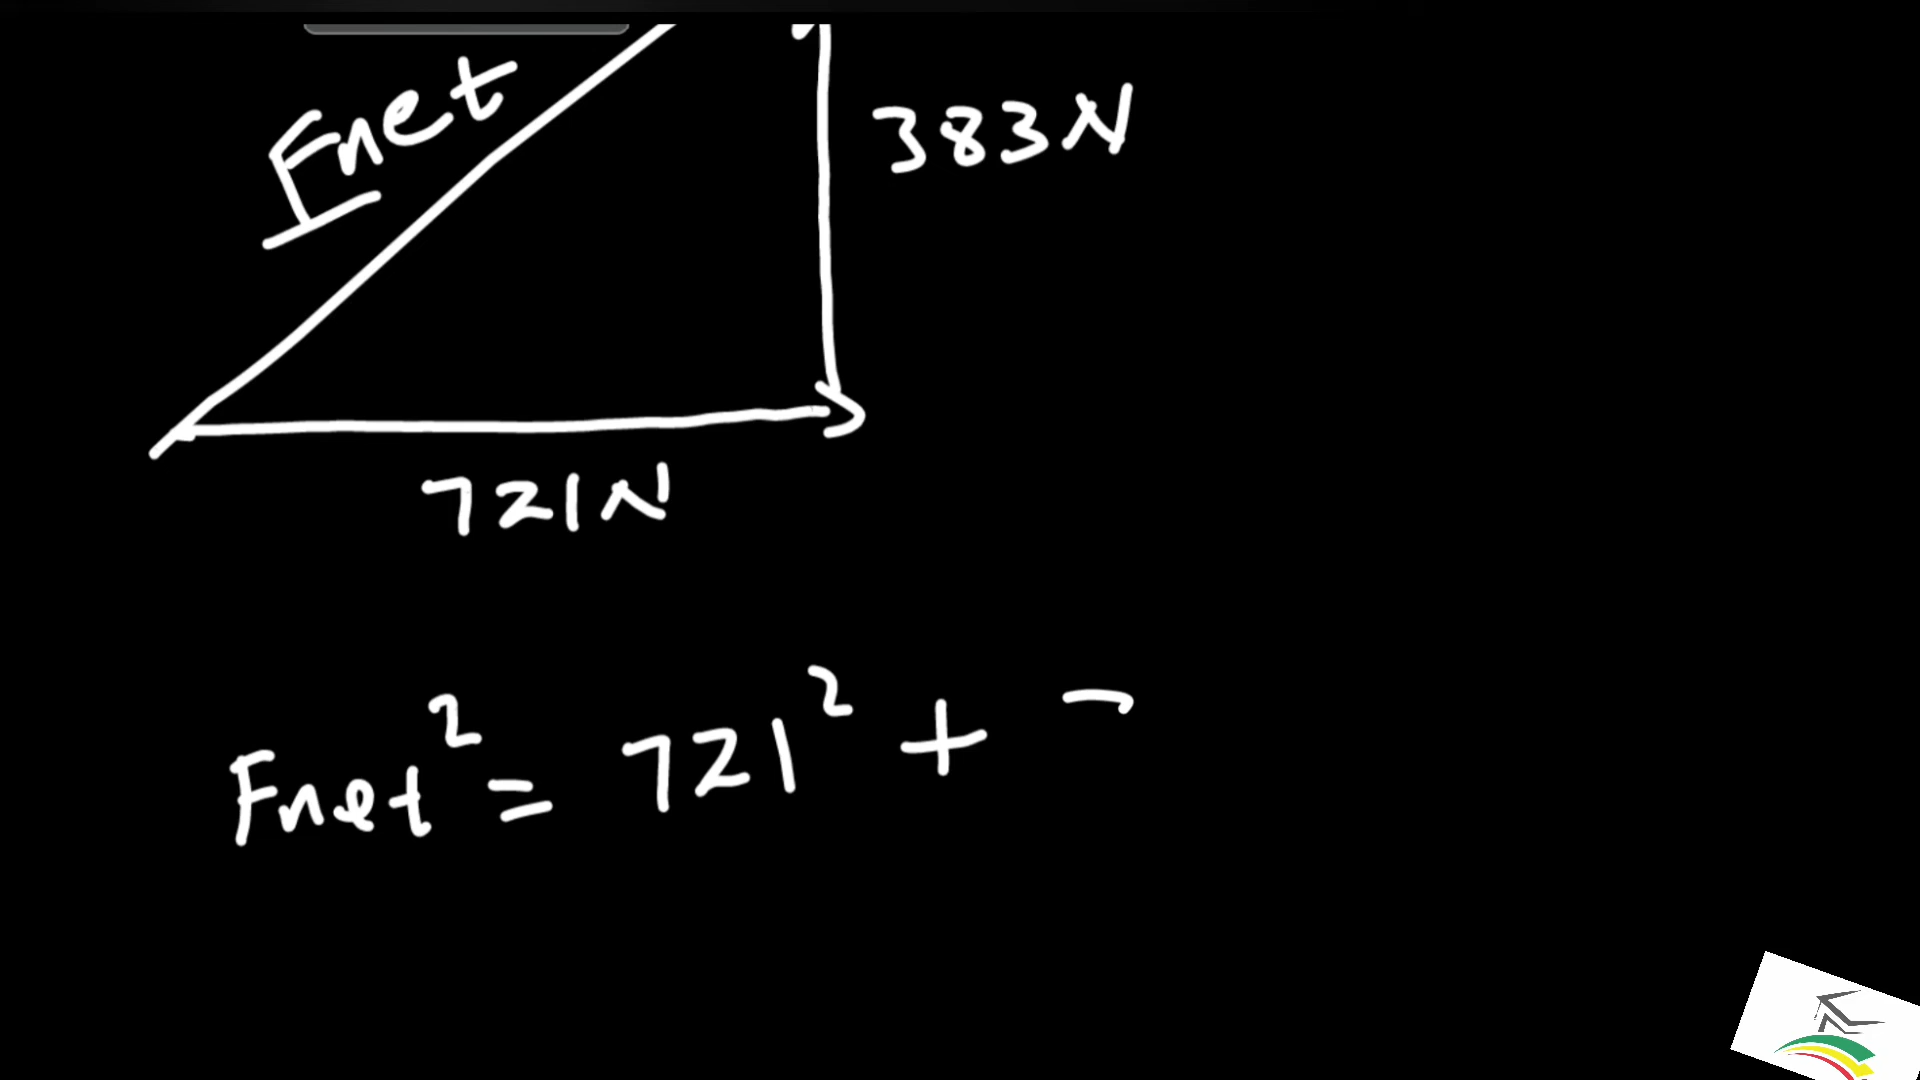 Fnet
383N
721N
Fnet² = 721² +